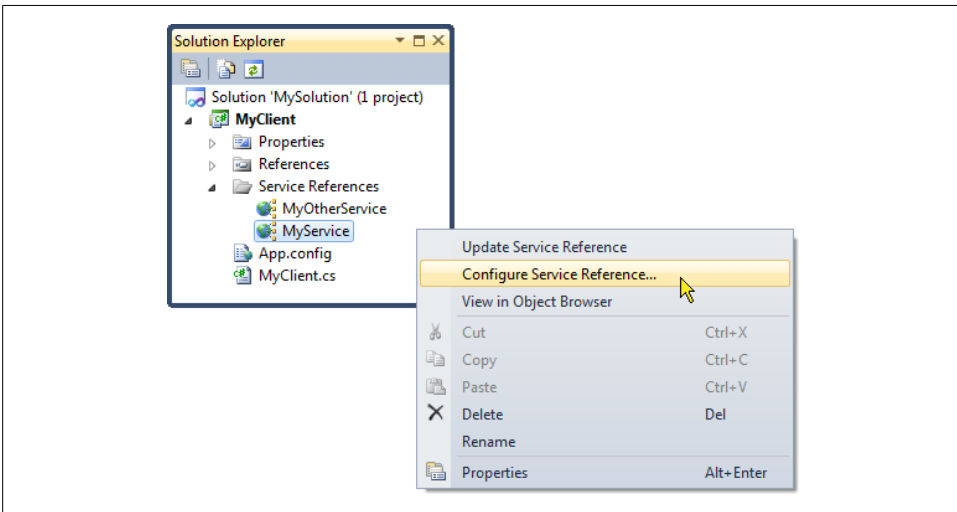 Solution Explorer
Solution 'MySolution' (1 project)
MyClient
Properties
References
Service References
MyOtherService
MyService
App.config
MyClient.cs
Update Service Reference
Configure Service Reference...
View in Object Browser
Cut Ctrl+X
Copy Ctrl+C
Paste Ctrl+V
Delete Del
Rename
Properties Alt+Enter